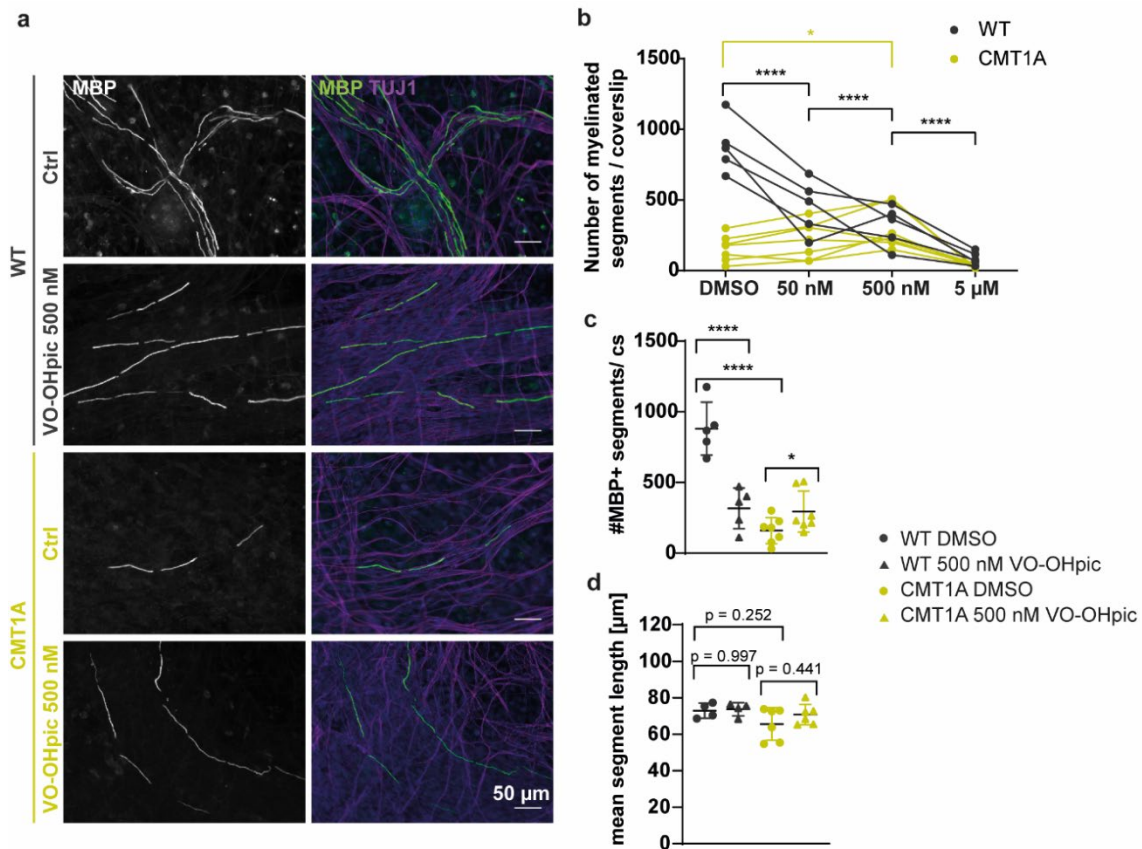 a
MBP
MBP TUJ1
WT
Ctrl
VO-OHpic 500 nM
CMT1A
Ctrl
VO-OHpic 500 nM
50 µm
b
WT
CMT1A
*
****
****
****
Number of myelinated
segments / coverslip
1500
1000
500
0
DMSO
50 nM
500 nM
5 µM
c
#MBP+ segments/ cs
1500
1000
500
0
****
****
*
WT DMSO
WT 500 nM VO-OHpic
CMT1A DMSO
CMT1A 500 nM VO-OHpic
d
mean segment length [µm]
120
100
80
60
40
20
0
p = 0.252
p = 0.997
p = 0.441